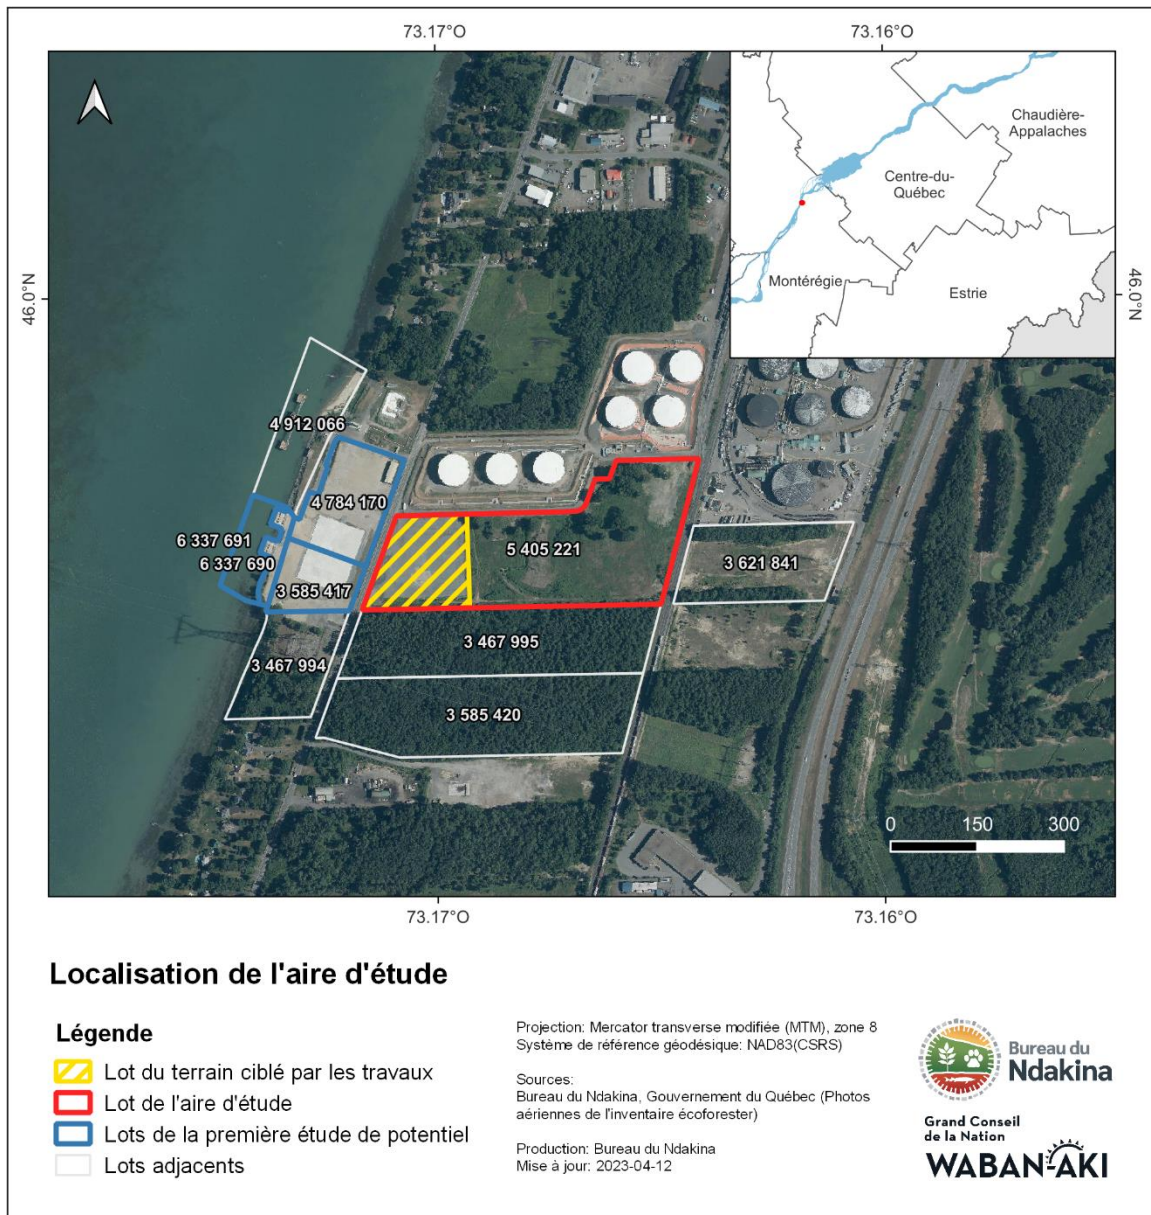 73.17°O
73.16°O
46.0°N
46.0°N
Chaudière-
Appalaches
Centre-du-
Québec
Montérégie
Estrie
4 912 066
4 784 170
6 337 691
6 337 690
3 585 417
5 405 221
3 621 841
3 467 995
3 467 994
3 585 420
0 150 300
73.17°O
73.16°O
Localisation de l'aire d'étude
Légende
Lot du terrain ciblé par les travaux
Lot de l'aire d'étude
Lots de la première étude de potentiel
Lots adjacents
Projection: Mercator transverse modifiée (MTM), zone 8
Système de référence géodésique: NAD83(CSRS)
Sources:
Bureau du Ndakina, Gouvernement du Québec (Photos
aériennes de l'inventaire écoforester)
Production: Bureau du Ndakina
Mise à jour: 2023-04-12
Bureau du
Ndakina
Grand Conseil
de la Nation
WABAN-AKI